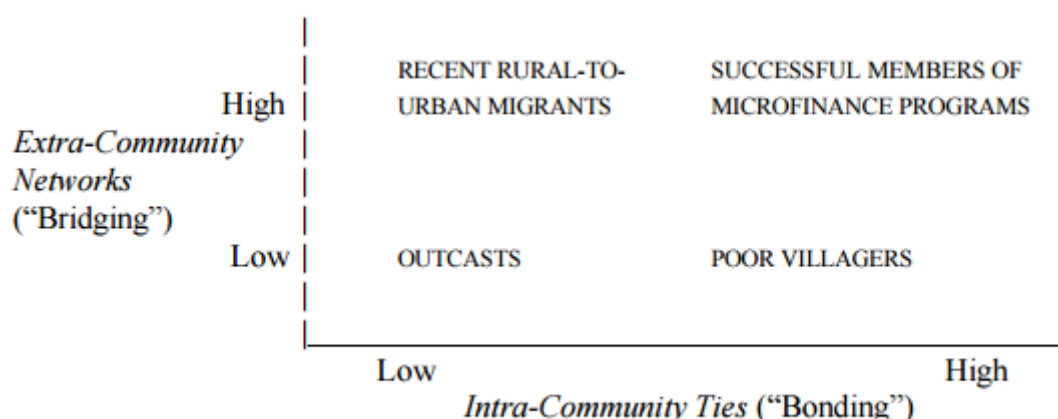 RECENT RURAL-TO- SUCCESSFUL MEMBERS OF
High URBAN MIGRANTS MICROFINANCE PROGRAMS
Extra-Community
Networks
(“Bridging”)
Low OUTCASTS POOR VILLAGERS
Low High
Intra-Community Ties (“Bonding”)